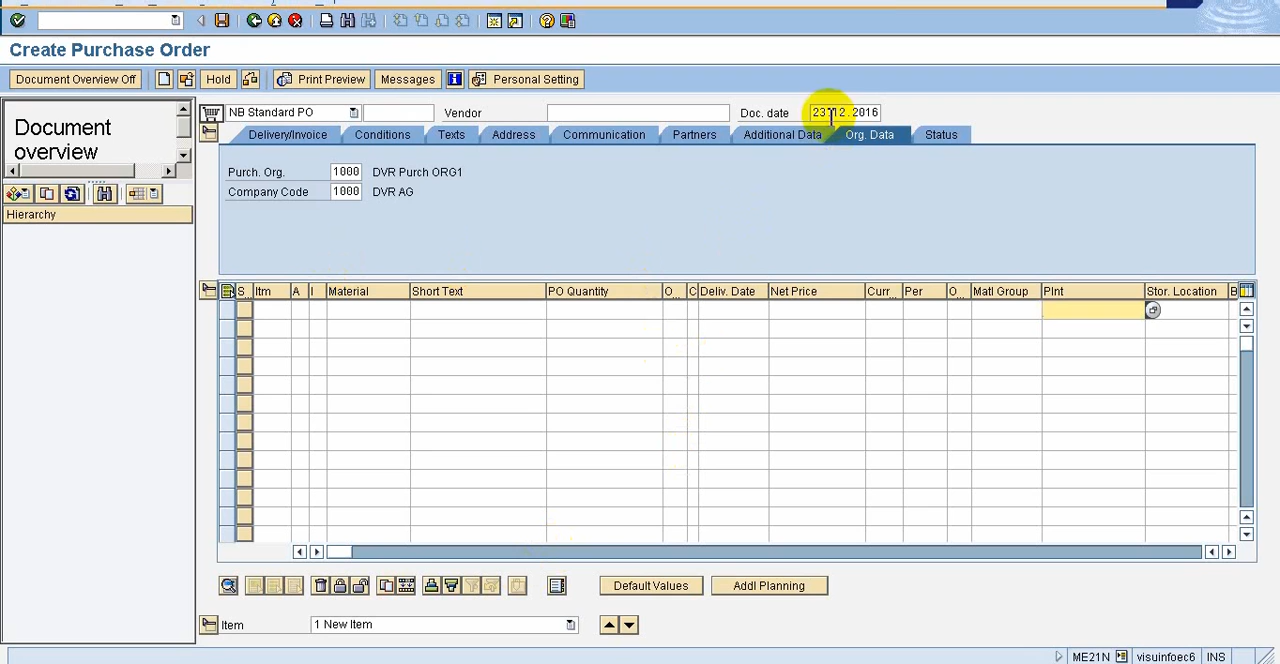 Create Purchase Order
Document Overview Off Hold Print Preview Messages Personal Setting
Document overview
NB Standard PO Vendor Doc. date 23.12.2016
Delivery/Invoice Conditions Texts Address Communication Partners Additional Data Org. Data Status
Purch. Org. 1000 DVR Purch ORG1
Company Code 1000 DVR AG
Hierarchy
S... Itm A I Material Short Text PO Quantity O... C Deliv. Date Net Price Curr... Per O... Matl Group Plnt Stor. Location B
Default Values Addl Planning
Item 1 New Item
ME21N visuinfoec6 INS